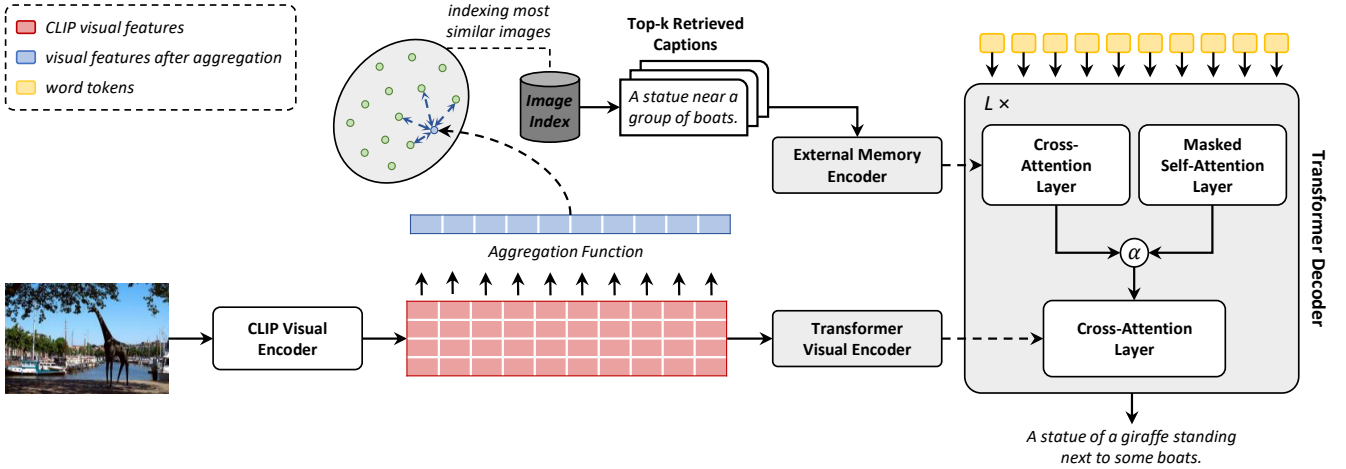 CLIP visual features
visual features after aggregation
word tokens
indexing most
similar images
Image
Index
Top-k Retrieved
Captions
A statue near a
group of boats.
External Memory
Encoder
L ×
Cross-
Attention
Layer
Masked
Self-Attention
Layer
α
Cross-Attention
Layer
Transformer Decoder
Aggregation Function
CLIP Visual
Encoder
Transformer
Visual Encoder
A statue of a giraffe standing
next to some boats.